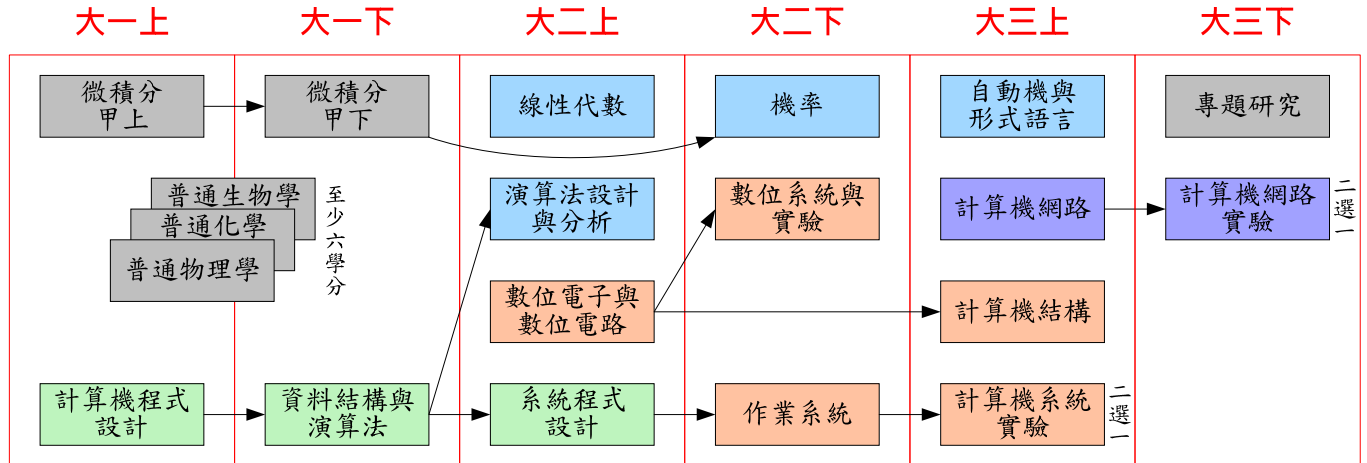 大一上
大一下
大二上
大二下
大三上
大三下
微積分
甲上
微積分
甲下
線性代數
機率
自動機與
形式語言
專題研究
普通生物學
普通化學
普通物理學
至少六學分
演算法設計
與分析
數位系統與
實驗
計算機網路
計算機網路
實驗
二選一
數位電子與
數位電路
計算機結構
計算機程式
設計
資料結構與
演算法
系統程式
設計
作業系統
計算機系統
實驗
二選一